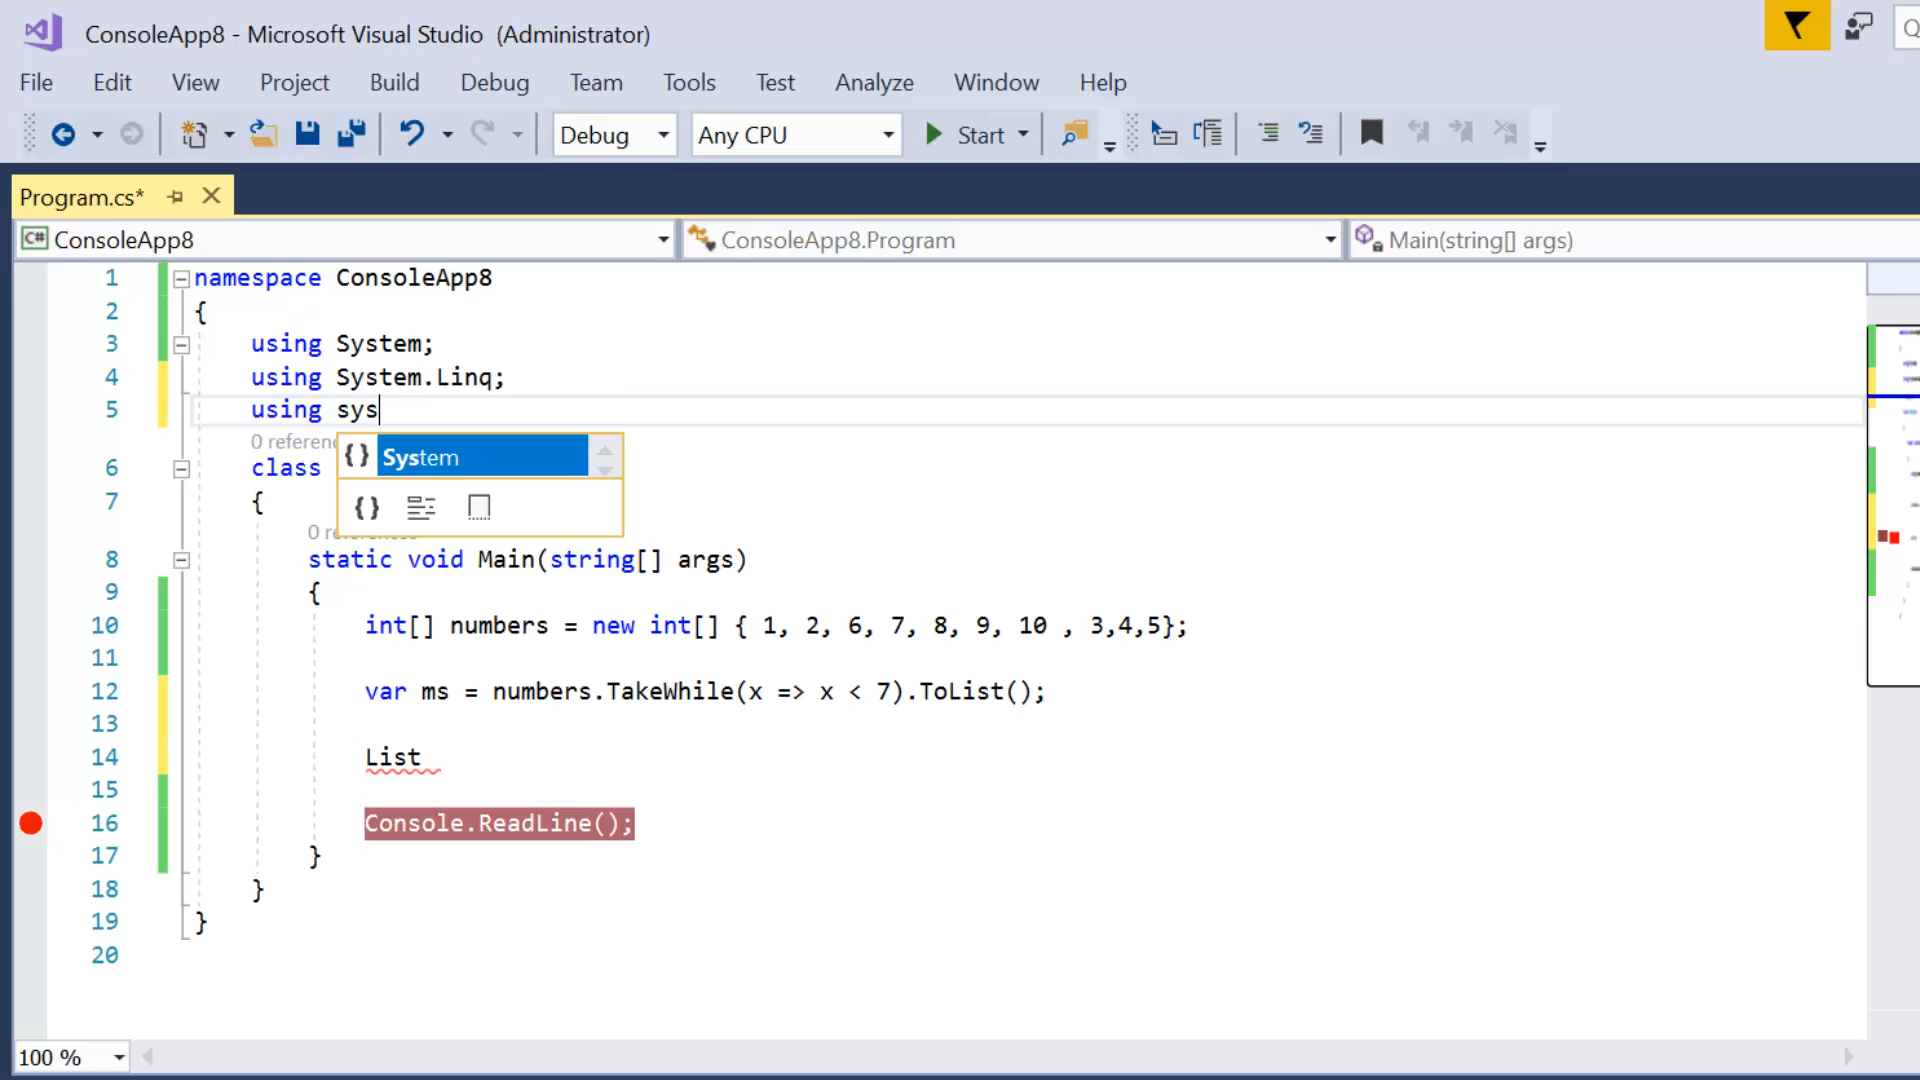 ConsoleApp8 - Microsoft Visual Studio (Administrator)
File Edit View Project Build Debug Team Tools Test Analyze Window Help
Debug Any CPU Start
Program.cs*
C# ConsoleApp8 ConsoleApp8.Program Main(string[] args)
1 namespace ConsoleApp8
2 {
3 using System;
4 using System.Linq;
5 using sys
0 referenc
{} System
6 class
{}
7 {
0 re
8 static void Main(string[] args)
9 {
10 int[] numbers = new int[] { 1, 2, 6, 7, 8, 9, 10 , 3,4,5};
11
12 var ms = numbers.TakeWhile(x => x < 7).ToList();
13
14 List
15
16 Console.ReadLine();
17 }
18 }
19 }
20
100 %